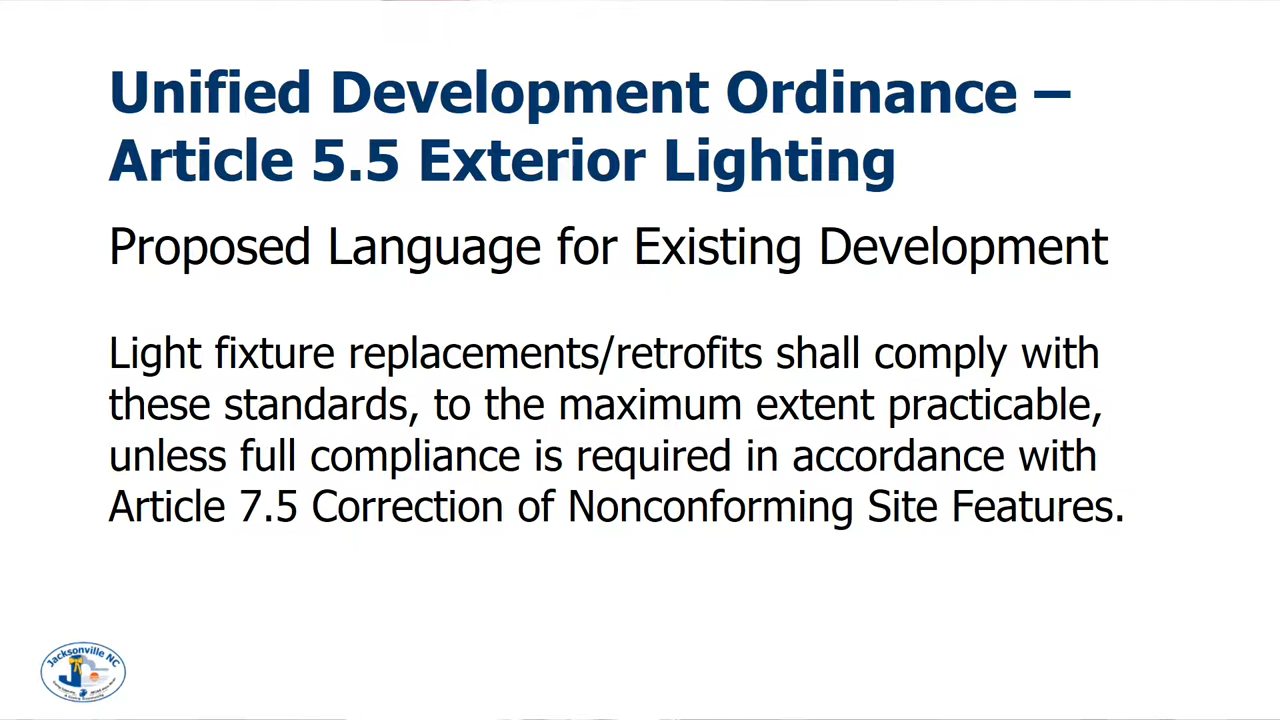 Unified Development Ordinance –
Article 5.5 Exterior Lighting
Proposed Language for Existing Development
Light fixture replacements/retrofits shall comply with
these standards, to the maximum extent practicable,
unless full compliance is required in accordance with
Article 7.5 Correction of Nonconforming Site Features.
Jacksonville NC